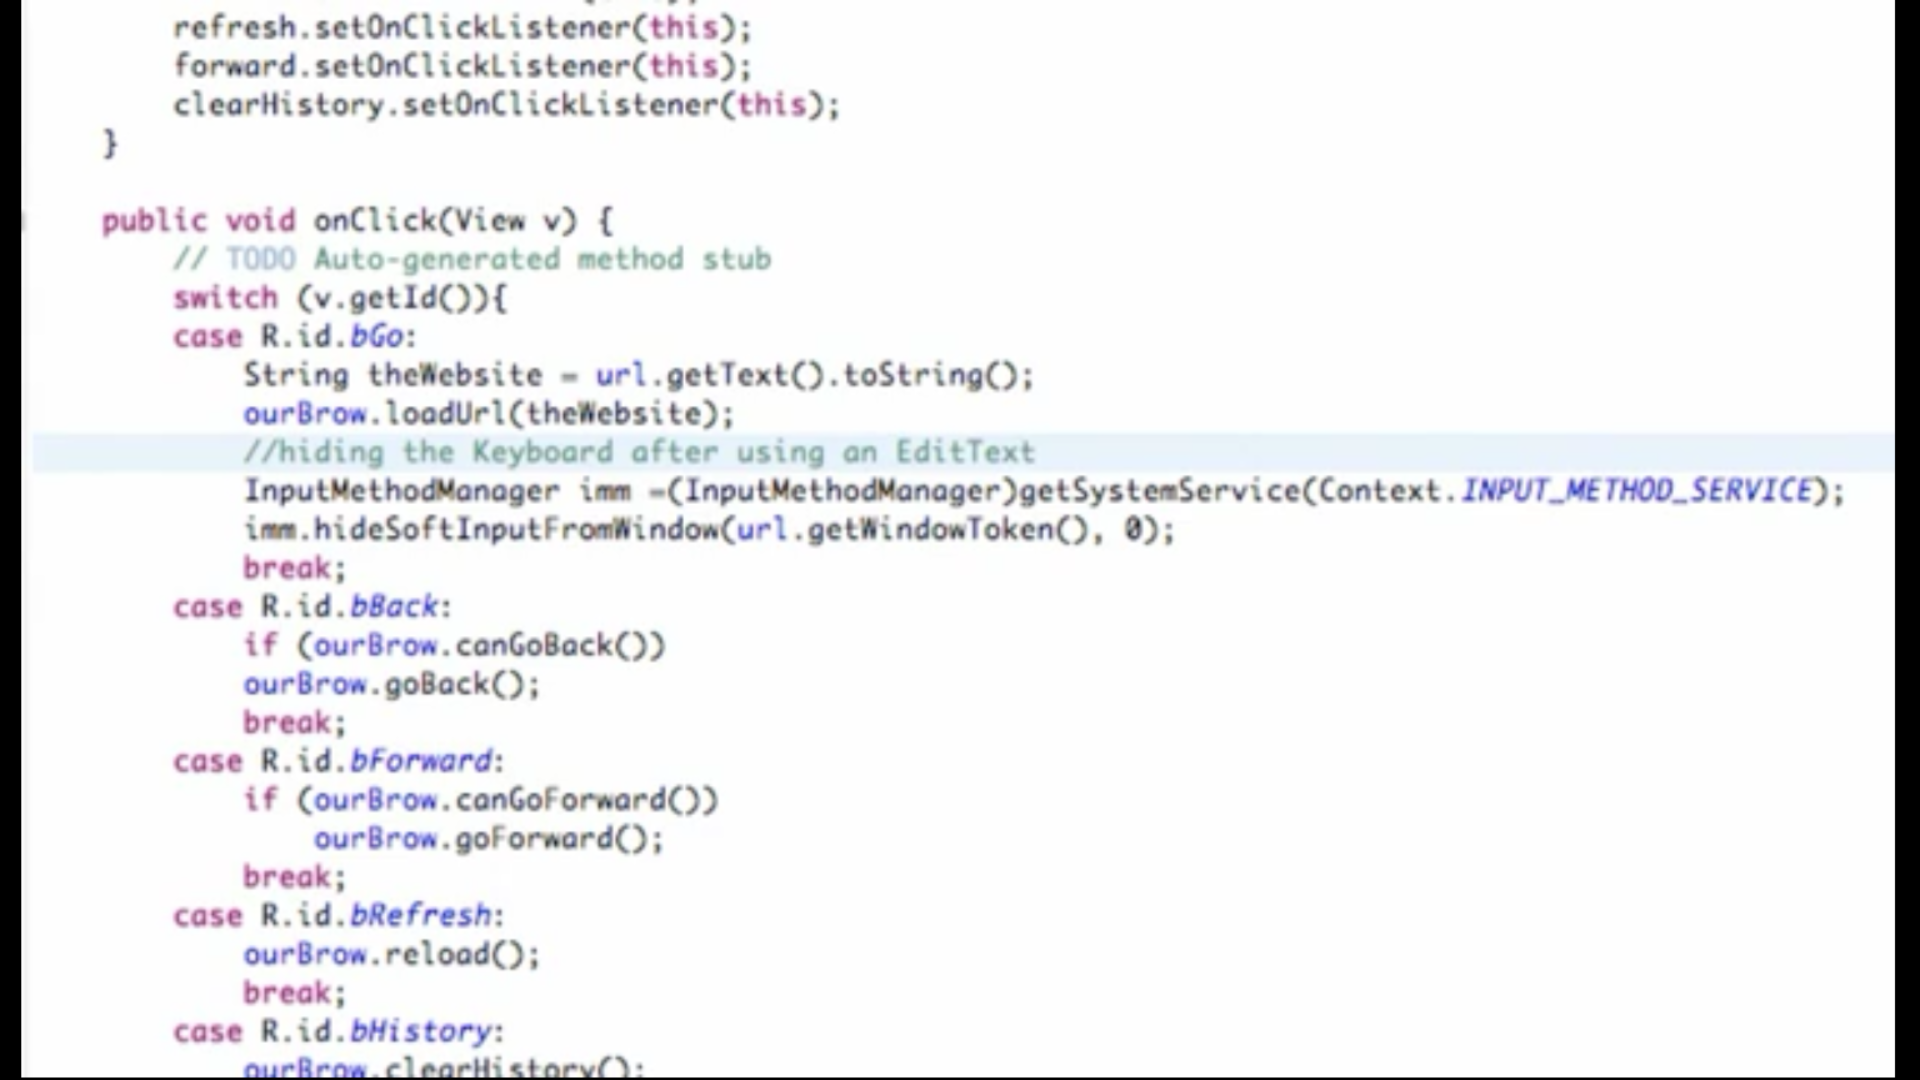 refresh.setOnClickListener(this);
forward.setOnClickListener(this);
clearHistory.setOnClickListener(this);
}
public void onClick(View v) {
// TODO Auto-generated method stub
switch (v.getId()){
case R.id.bGo:
String theWebsite = url.getText().toString();
ourBrow.loadUrl(theWebsite);
//hiding the Keyboard after using an EditText
InputMethodManager imm =(InputMethodManager)getSystemService(Context.INPUT_METHOD_SERVICE);
imm.hideSoftInputFromWindow(url.getWindowToken(), 0);
break;
case R.id.bBack:
if (ourBrow.canGoBack())
ourBrow.goBack();
break;
case R.id.bForward:
if (ourBrow.canGoForward())
ourBrow.goForward();
break;
case R.id.bRefresh:
ourBrow.reload();
break;
case R.id.bHistory:
ourBrow.clearHistory();